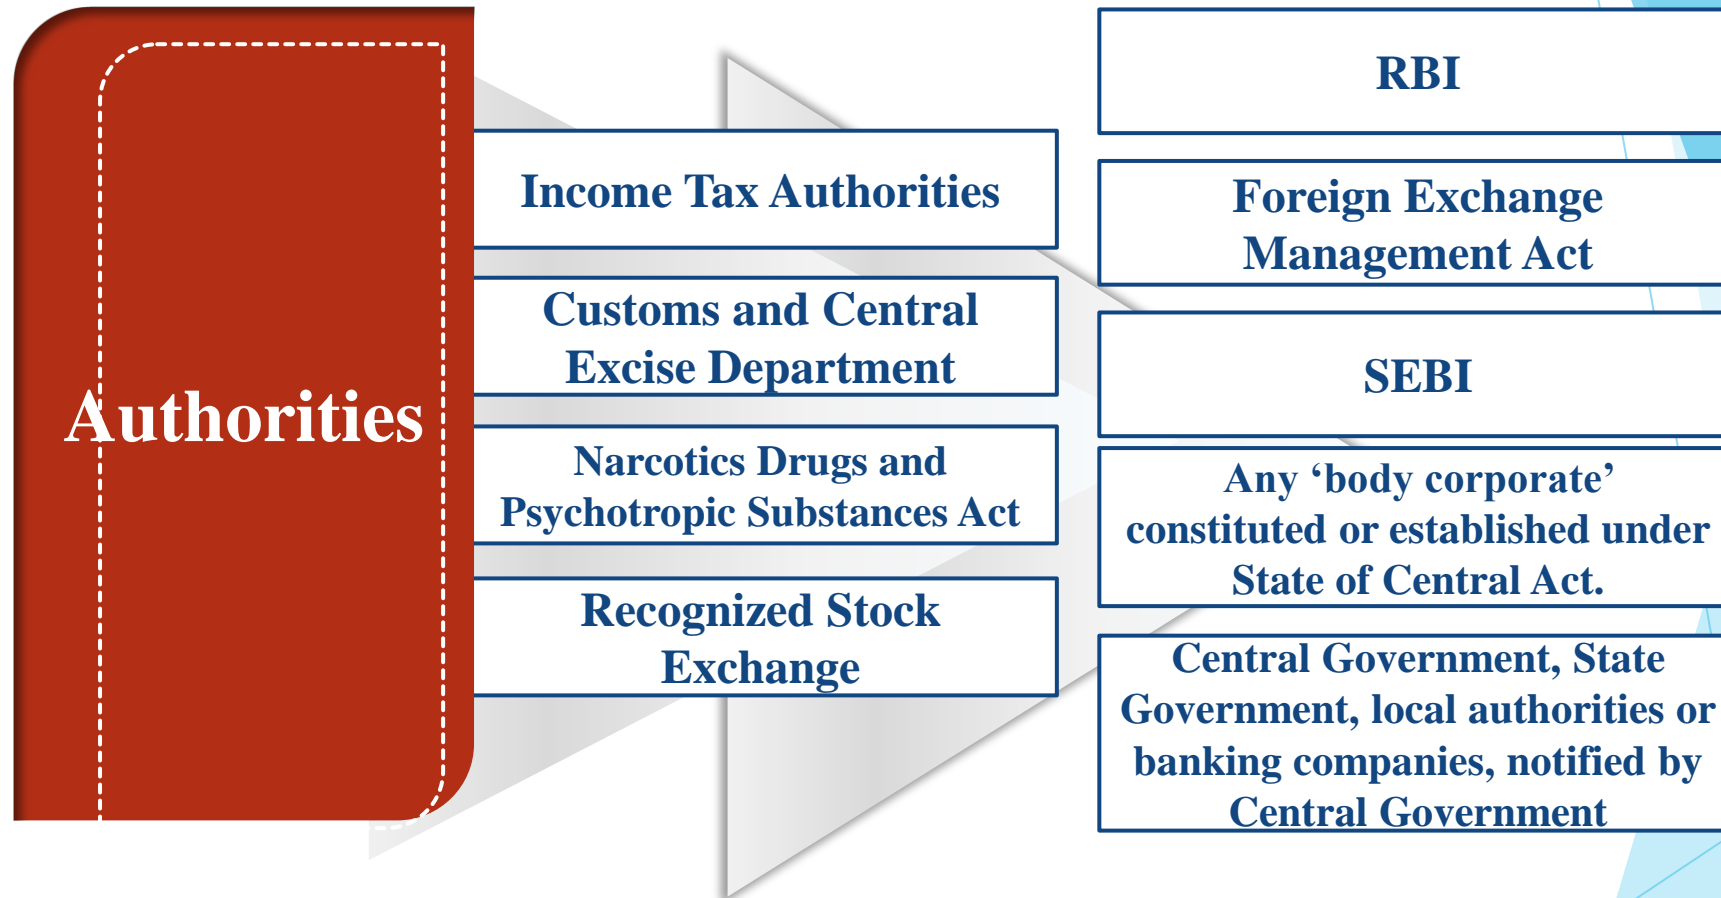 Authorities
Income Tax Authorities
Customs and Central
Excise Department
Narcotics Drugs and
Psychotropic Substances Act
Recognized Stock
Exchange
RBI
Foreign Exchange
Management Act
SEBI
Any ‘body corporate’
constituted or established under
State of Central Act.
Central Government, State
Government, local authorities or
banking companies, notified by
Central Government